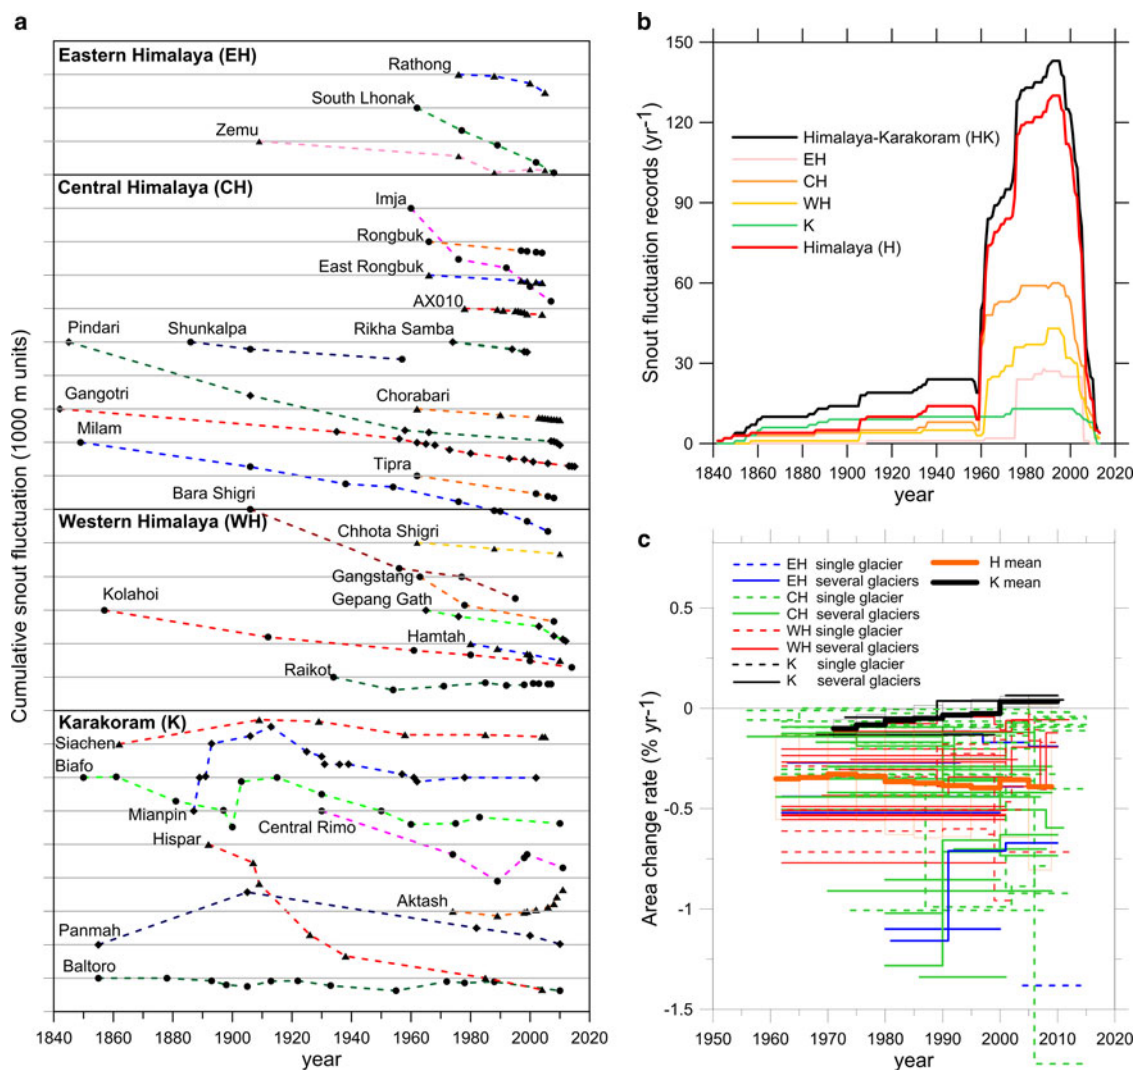 a
Eastern Himalaya (EH)
Rathong
South Lhonak
Zemu
Central Himalaya (CH)
Imja
Rongbuk
East Rongbuk
AX010
Pindari
Shunkalpa
Rikha Samba
Gangotri
Chorabari
Milam
Tipra
Bara Shigri
Western Himalaya (WH)
Chhota Shigri
Gangstang
Kolahoi
Gepang Gath
Hamtah
Raikot
Karakoram (K)
Siachen
Biafo
Mianpin
Central Rimo
Hispar
Aktash
Panmah
Baltoro
Cumulative snout fluctuation (1000 m units)
1840 1860 1880 1900 1920 1940 1960 1980 2000 2020
year
b
Snout fluctuation records (yr-1)
150
120
90
60
30
0
Himalaya-Karakoram (HK)
EH
CH
WH
K
Himalaya (H)
1840 1860 1880 1900 1920 1940 1960 1980 2000 2020
year
c
EH single glacier
EH several glaciers
CH single glacier
CH several glaciers
WH single glacier
WH several glaciers
K single glacier
K several glaciers
H mean
K mean
Area change rate (% yr-1)
0.5
0
-0.5
-1
-1.5
1950 1960 1970 1980 1990 2000 2010 2020
year